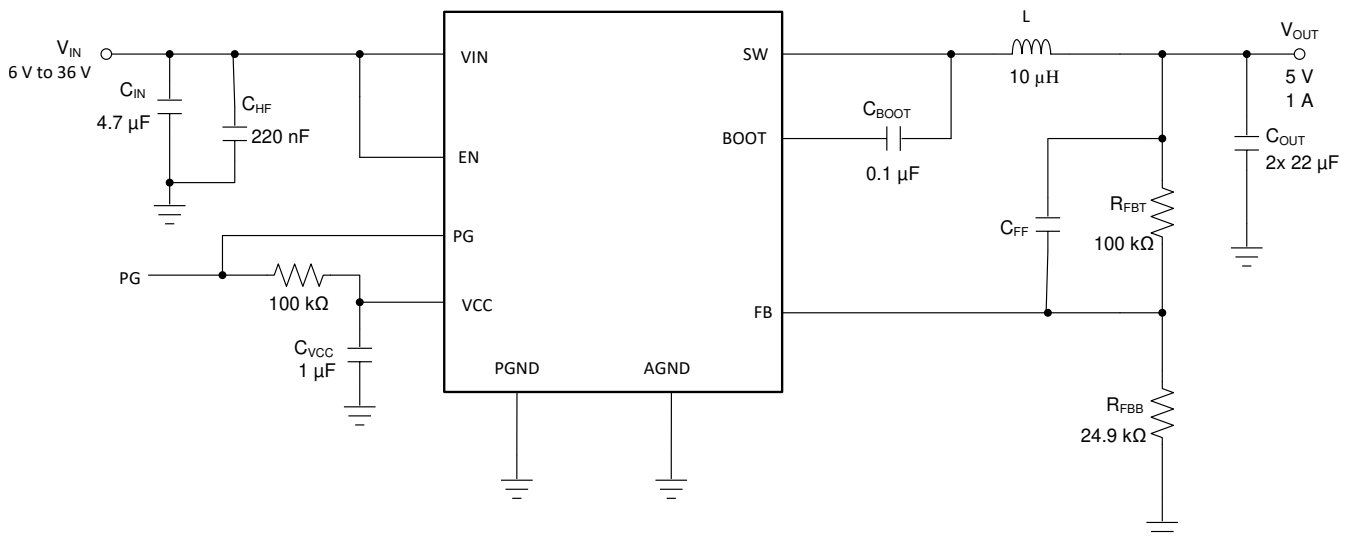 V_IN
6 V to 36 V
C_IN
4.7 µF
C_HF
220 nF
VIN
EN
PG
PG
100 kΩ
VCC
C_VCC
1 µF
PGND
AGND
SW
BOOT
FB
C_BOOT
0.1 µF
L
10 µH
C_FF
R_FBT
100 kΩ
R_FBB
24.9 kΩ
V_OUT
5 V
1 A
C_OUT
2x 22 µF